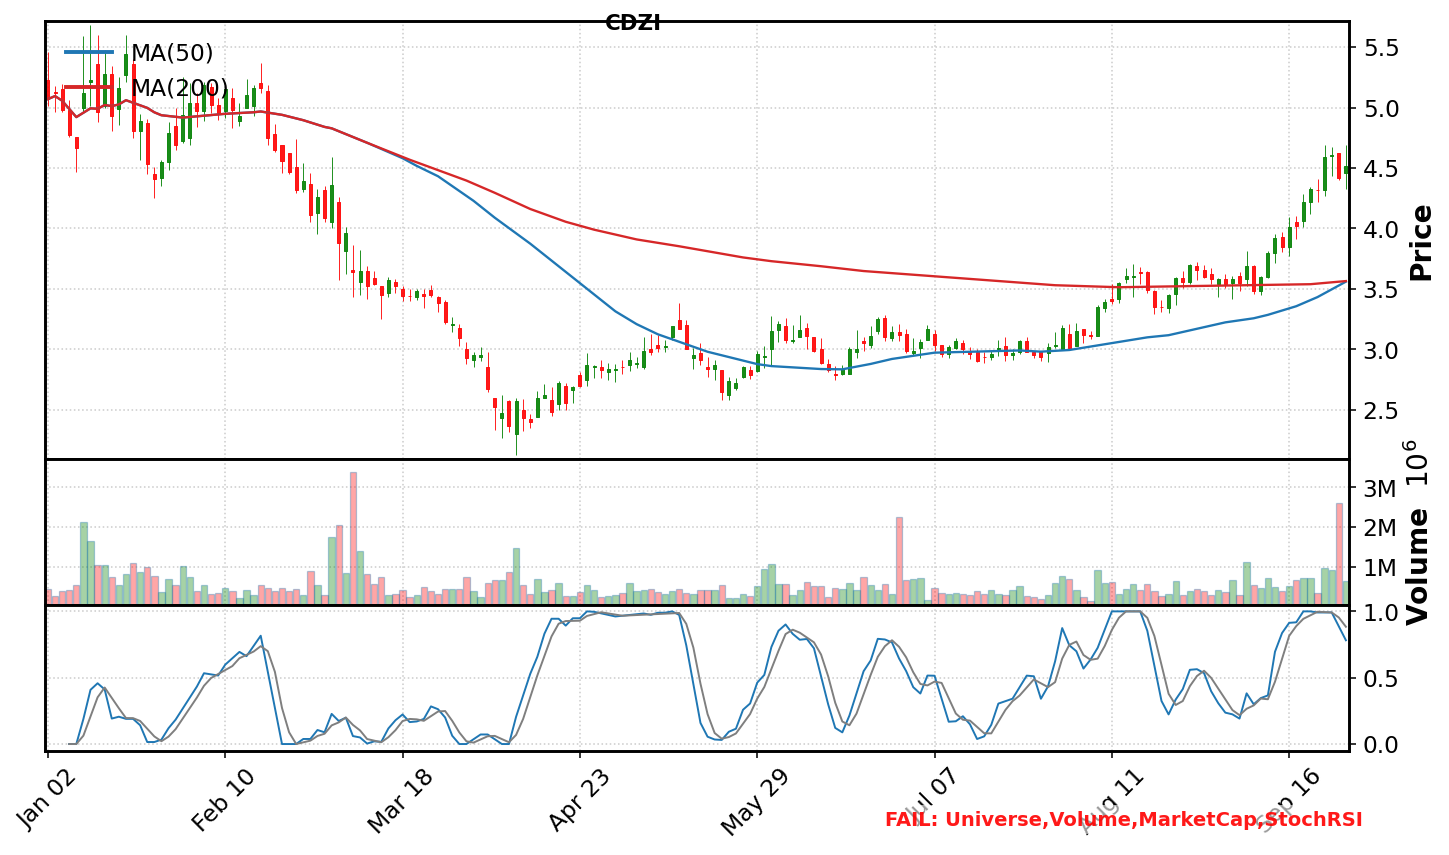 CDZI
MA(50)
MA(200)
5.5
5.0
4.5
4.0
3.5
3.0
2.5
Price
3M
2M
1M
Volume 10^6
1.0
0.5
0.0
Jan 02
Feb 10
Mar 18
Apr 23
May 29
Jul 07
Aug 11
Sep 16
FAIL: Universe,Volume,MarketCap,StochRSI